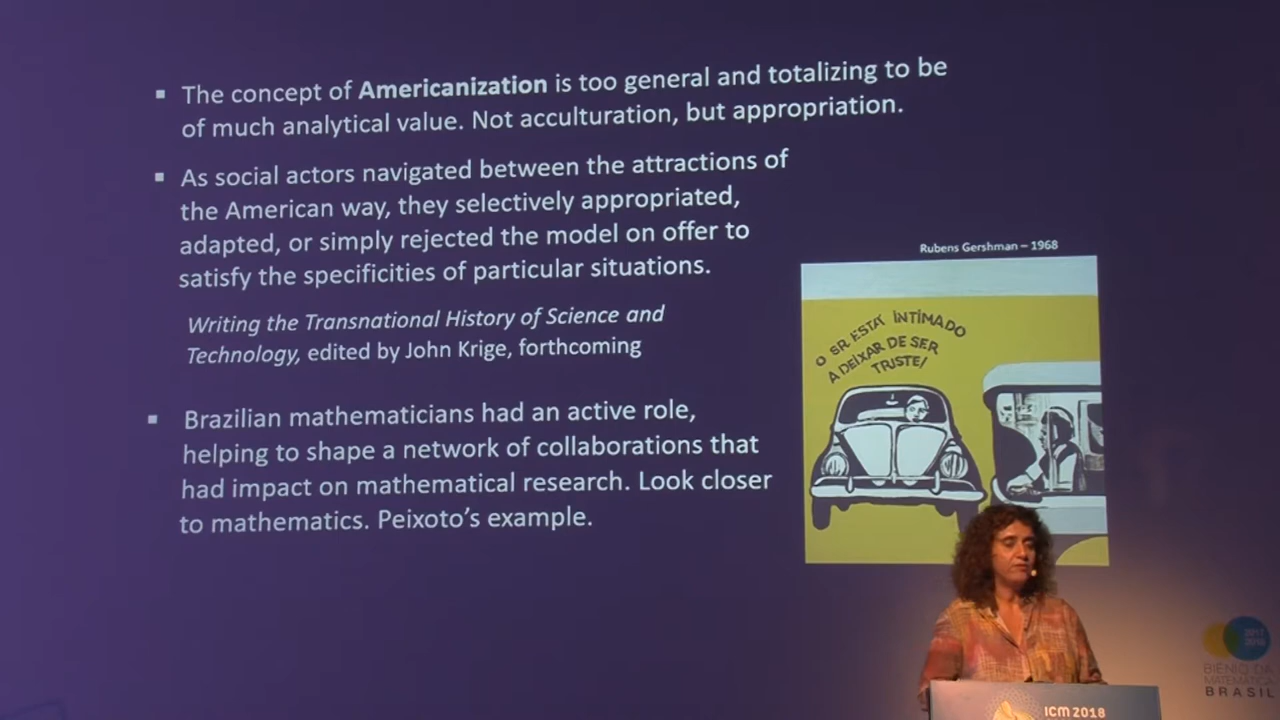 ▪ The concept of Americanization is too general and totalizing to be
of much analytical value. Not acculturation, but appropriation.
▪ As social actors navigated between the attractions of
the American way, they selectively appropriated,
adapted, or simply rejected the model on offer to
satisfy the specificities of particular situations.
Writing the Transnational History of Science and
Technology, edited by John Krige, forthcoming
▪ Brazilian mathematicians had an active role,
helping to shape a network of collaborations that
had impact on mathematical research. Look closer
to mathematics. Peixoto’s example.
Rubens Gershman – 1968
O SR ESTÁ INTIMADO
A DEIXAR DE SER
TRISTE!
2017
2018
BIÊNIO DA
MATEMÁTICA
BRASIL
ICM 2018